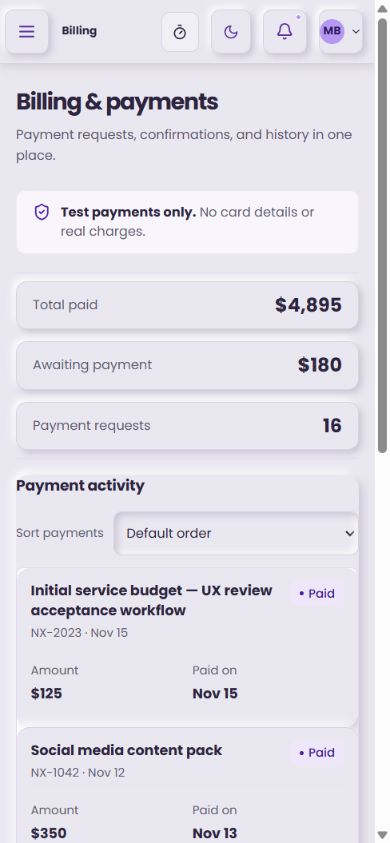 Billing
MB
Billing & payments
Payment requests, confirmations, and history in one
place.
Test payments only. No card details or
real charges.
Total paid
$4,895
Awaiting payment
$180
Payment requests
16
Payment activity
Sort payments
Default order
Initial service budget — UX review
acceptance workflow
• Paid
NX-2023 · Nov 15
Amount
Paid on
$125
Nov 15
Social media content pack
• Paid
NX-1042 · Nov 12
Amount
Paid on
$350
Nov 13